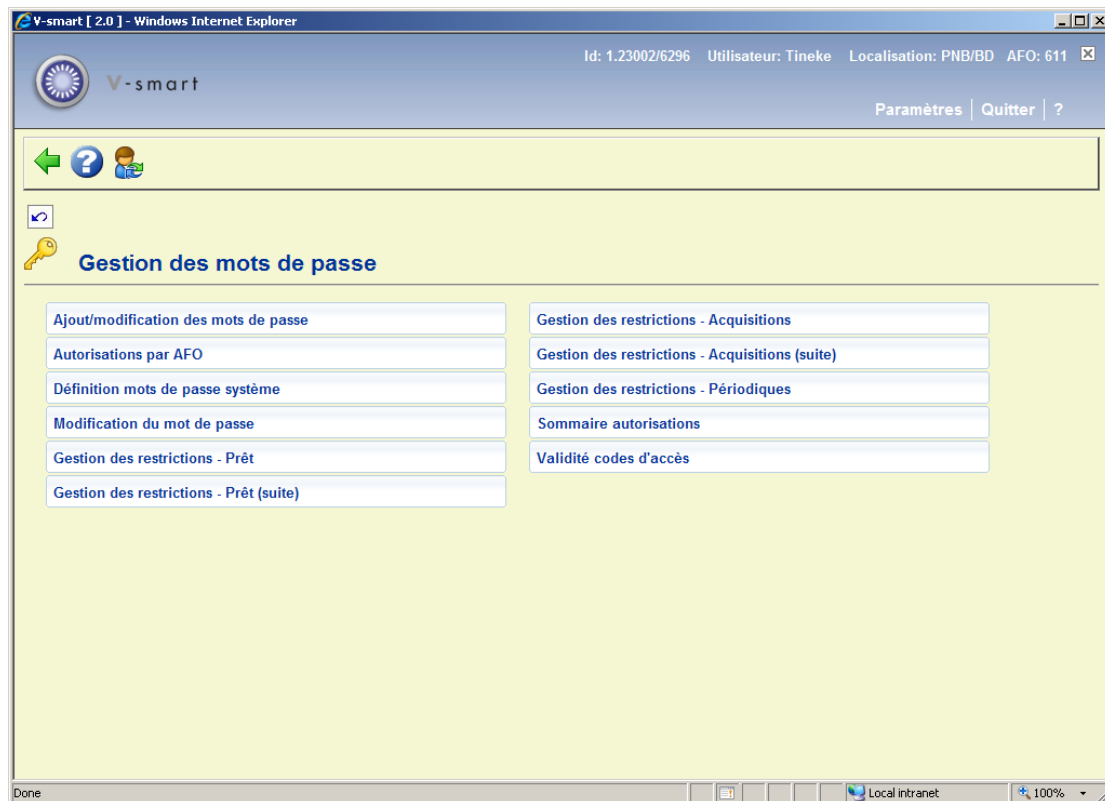 V-smart [ 2.0 ] - Windows Internet Explorer
Id: 1.23002/6296 Utilisateur: Tineke Localisation: PNB/BD AFO: 611
V-smart
Paramètres | Quitter | ?
Gestion des mots de passe
Ajout/modification des mots de passe
Autorisations par AFO
Définition mots de passe système
Modification du mot de passe
Gestion des restrictions - Prêt
Gestion des restrictions - Prêt (suite)
Gestion des restrictions - Acquisitions
Gestion des restrictions - Acquisitions (suite)
Gestion des restrictions - Périodiques
Sommaire autorisations
Validité codes d'accès
Done
Local intranet
100%